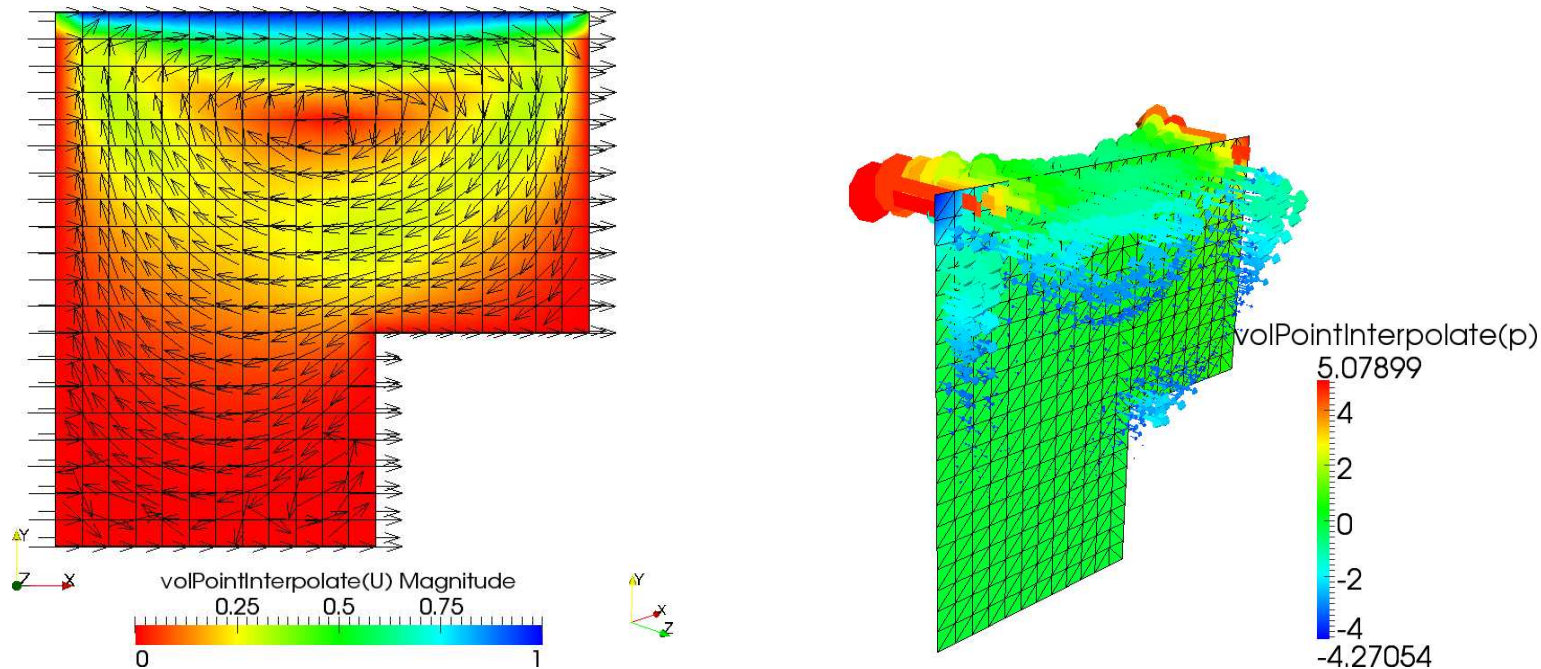 volPointInterpolate(p)
5.07899
4
2
0
-2
-4
-4.27054
Y
Z X
volPointInterpolate(U) Magnitude
0.25 0.5 0.75
0 1
Y
X
Z